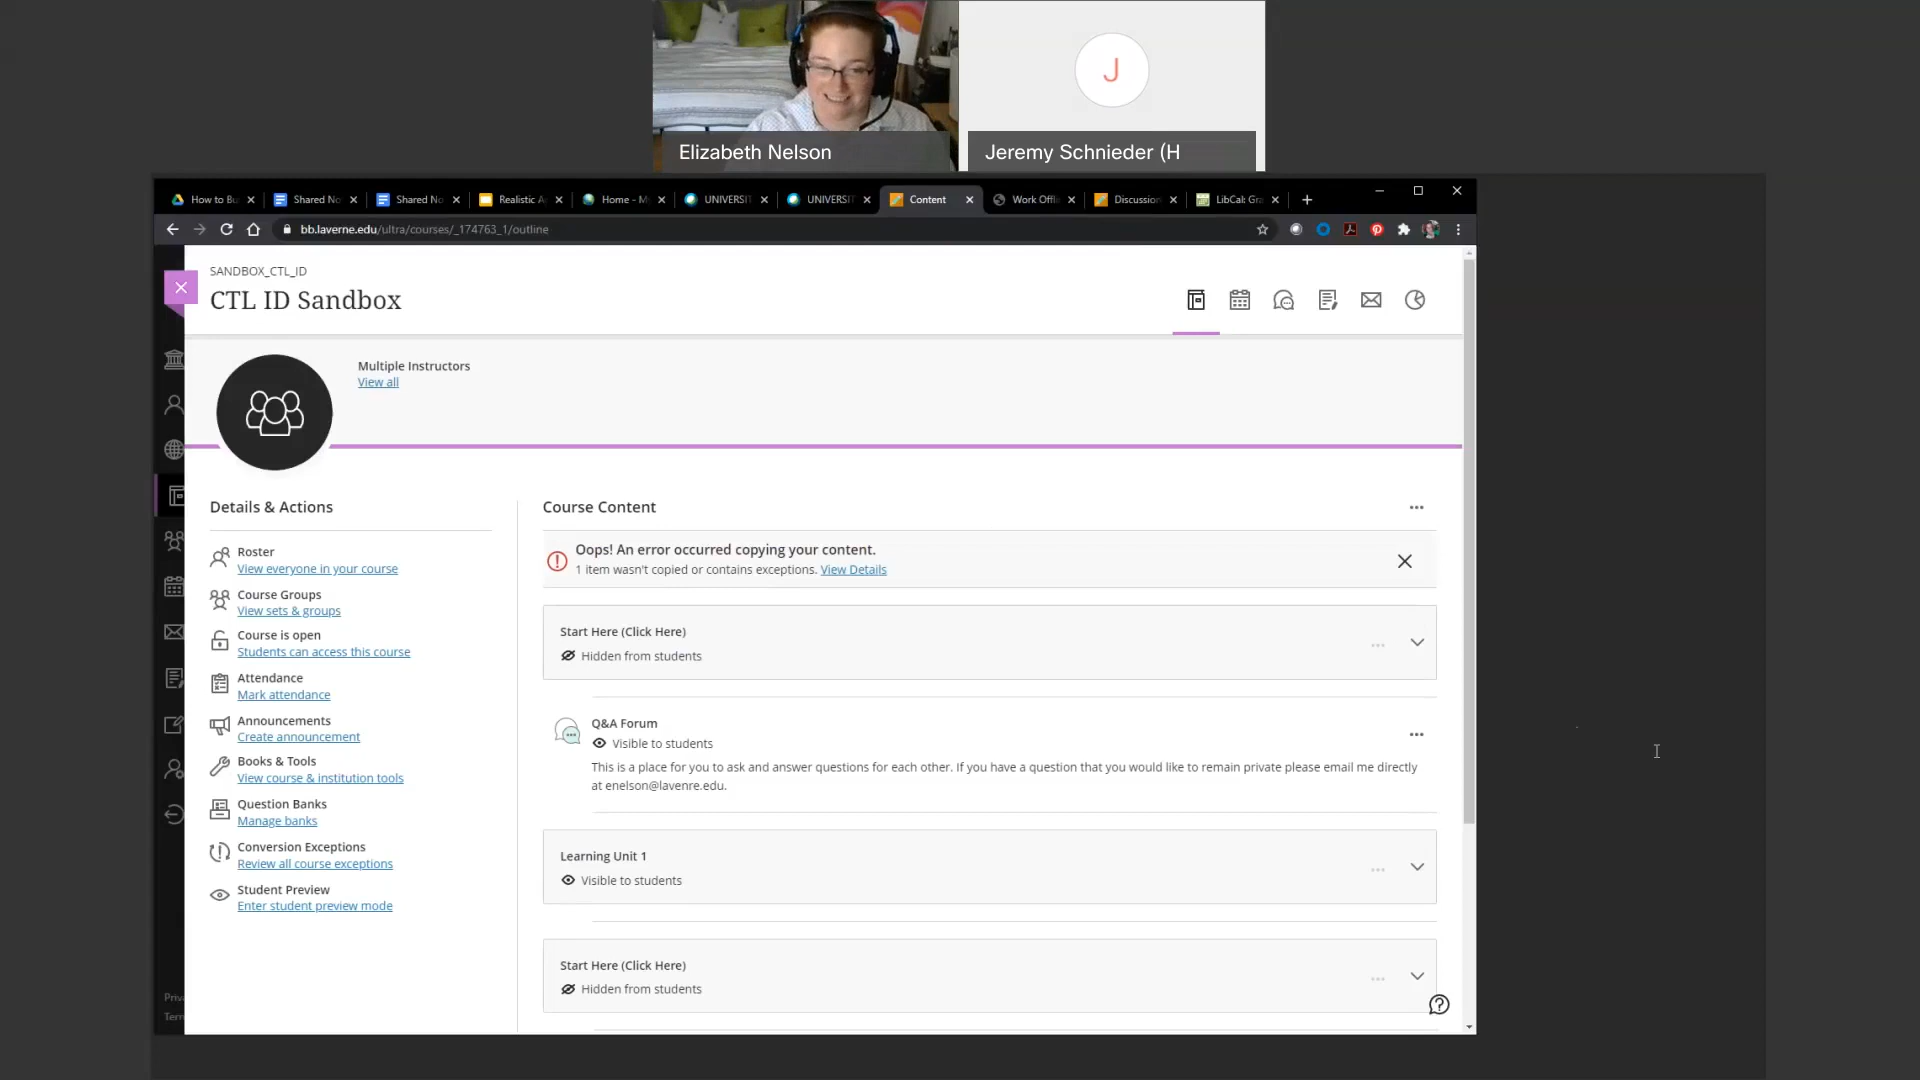 J
Elizabeth Nelson
Jeremy Schnieder (H
How to Bu
Shared No
Shared No
Realistic A
Home - M
UNIVERSIT
UNIVERSIT
Content
Work Offli
Discussion
LibCal: Gra
bb.laverne.edu/ultra/courses/_174763_1/outline
SANDBOX_CTL_ID
CTL ID Sandbox
Multiple Instructors
View all
Details & Actions
Roster
View everyone in your course
Course Groups
View sets & groups
Course is open
Students can access this course
Attendance
Mark attendance
Announcements
Create announcement
Books & Tools
View course & institution tools
Question Banks
Manage banks
Conversion Exceptions
Review all course exceptions
Student Preview
Enter student preview mode
Priva
Term
Course Content
Oops! An error occurred copying your content.
1 item wasn't copied or contains exceptions. View Details
Start Here (Click Here)
Hidden from students
Q&A Forum
Visible to students
This is a place for you to ask and answer questions for each other. If you have a question that you would like to remain private please email me directly
at enelson@lavenre.edu.
Learning Unit 1
Visible to students
Start Here (Click Here)
Hidden from students